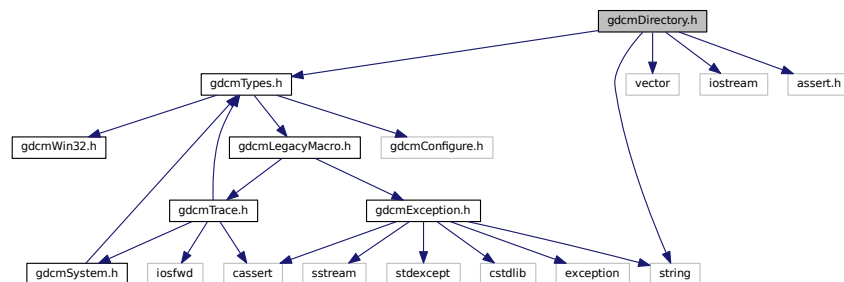 gdcmDirectory.h
gdcmTypes.h
vector
iostream
assert.h
gdcmWin32.h
gdcmLegacyMacro.h
gdcmConfigure.h
gdcmTrace.h
gdcmException.h
gdcmSystem.h
iosfwd
cassert
sstream
stdexcept
cstdlib
exception
string